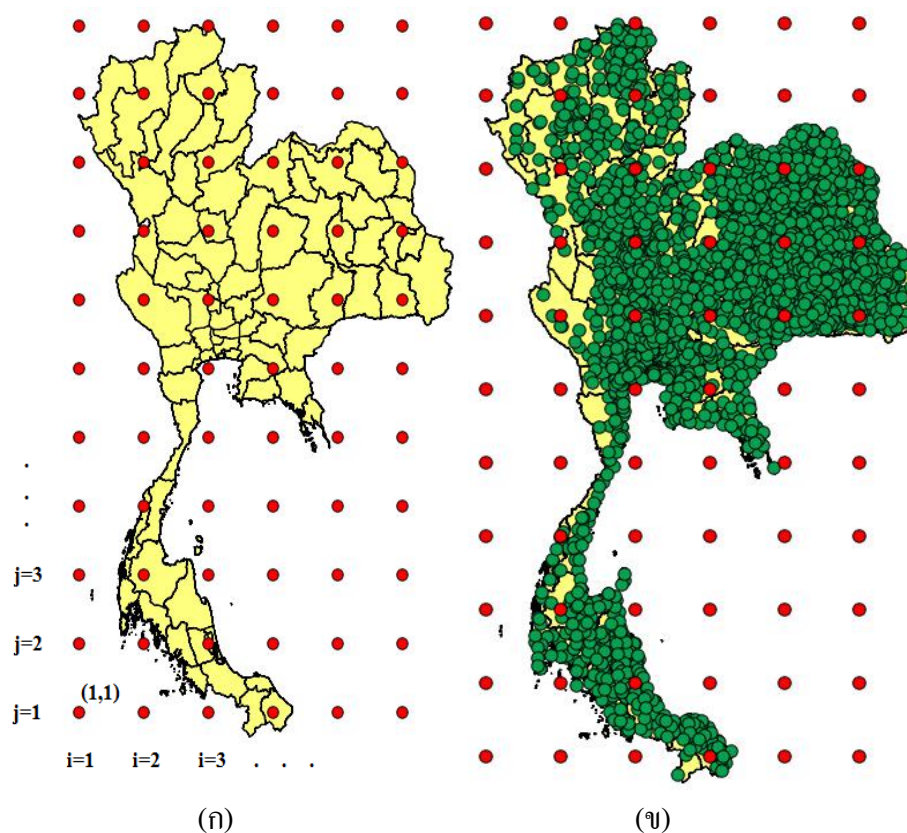 .
.
.
j=3
j=2
(1,1)
j=1
i=1 i=2 i=3 . . .
(ก) (ข)